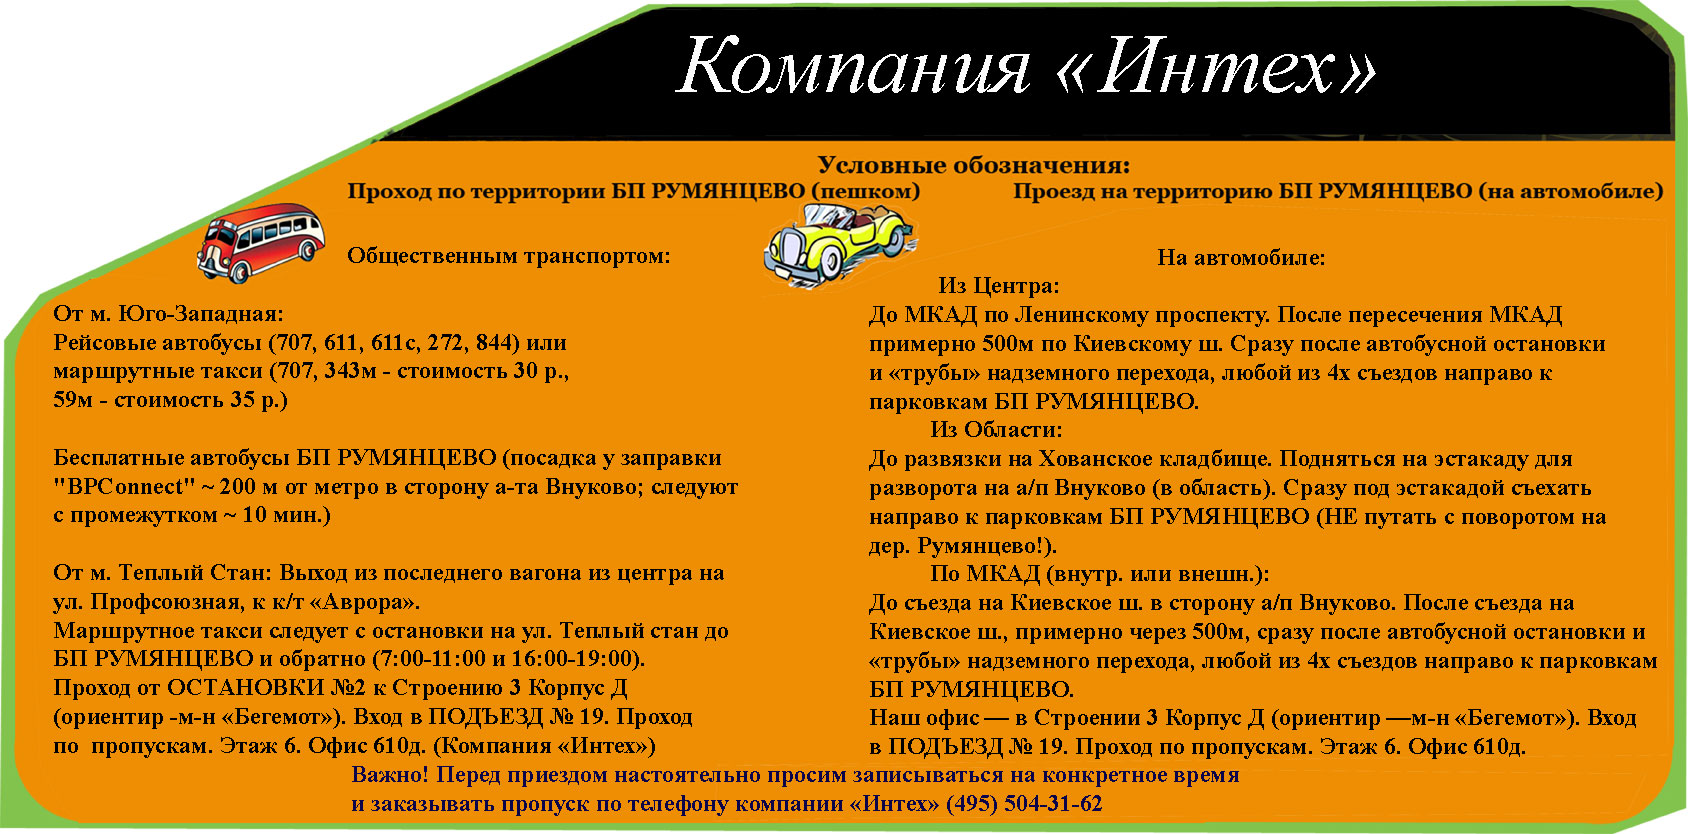 Компания «Интех»
Условные обозначения:
Проход по территории БП РУМЯНЦЕВО (пешком)
Проезд на территорию БП РУМЯНЦЕВО (на автомобиле)
Общественным транспортом:
От м. Юго-Западная:
Рейсовые автобусы (707, 611, 611с, 272, 844) или
маршрутные такси (707, 343м - стоимость 30 р.,
59м - стоимость 35 р.)
Бесплатные автобусы БП РУМЯНЦЕВО (посадка у заправки
"BPConnect" ~ 200 м от метро в сторону а-та Внуково; следуют
с промежутком ~ 10 мин.)
От м. Теплый Стан: Выход из последнего вагона из центра на
ул. Профсоюзная, к к/т «Аврора».
Маршрутное такси следует с остановки на ул. Теплый стан до
БП РУМЯНЦЕВО и обратно (7:00-11:00 и 16:00-19:00).
Проход от ОСТАНОВКИ №2 к Строению 3 Корпус Д
(ориентир -м-н «Бегемот»). Вход в ПОДЪЕЗД № 19. Проход
по пропускам. Этаж 6. Офис 610д. (Компания «Интех»)
На автомобиле:
Из Центра:
До МКАД по Ленинскому проспекту. После пересечения МКАД
примерно 500м по Киевскому ш. Сразу после автобусной остановки
и «трубы» надземного перехода, любой из 4х съездов направо к
парковкам БП РУМЯНЦЕВО.
Из Области:
До развязки на Хованское кладбище. Подняться на эстакаду для
разворота на а/п Внуково (в область). Сразу под эстакадой съехать
направо к парковкам БП РУМЯНЦЕВО (НЕ путать с поворотом на
дер. Румянцево!).
По МКАД (внутр. или внешн.):
До съезда на Киевское ш. в сторону а/п Внуково. После съезда на
Киевское ш., примерно через 500м, сразу после автобусной остановки и
«трубы» надземного перехода, любой из 4х съездов направо к парковкам
БП РУМЯНЦЕВО.
Наш офис — в Строении 3 Корпус Д (ориентир —м-н «Бегемот»). Вход
в ПОДЪЕЗД № 19. Проход по пропускам. Этаж 6. Офис 610д.
Важно! Перед приездом настоятельно просим записываться на конкретное время
и заказывать пропуск по телефону компании «Интех» (495) 504-31-62